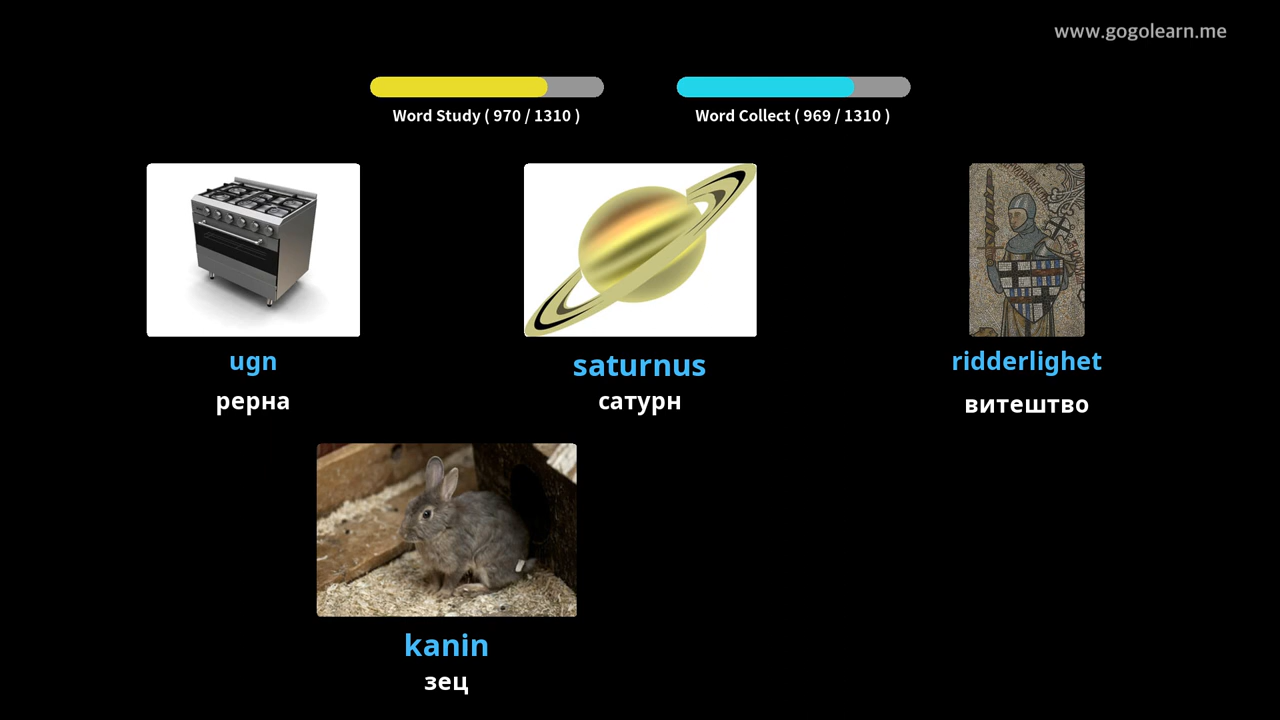 www.gogolearn.me
Word Study ( 970 / 1310 )
Word Collect ( 969 / 1310 )
ugn
рерна
saturnus
сатурн
ridderlighet
витештво
kanin
зец